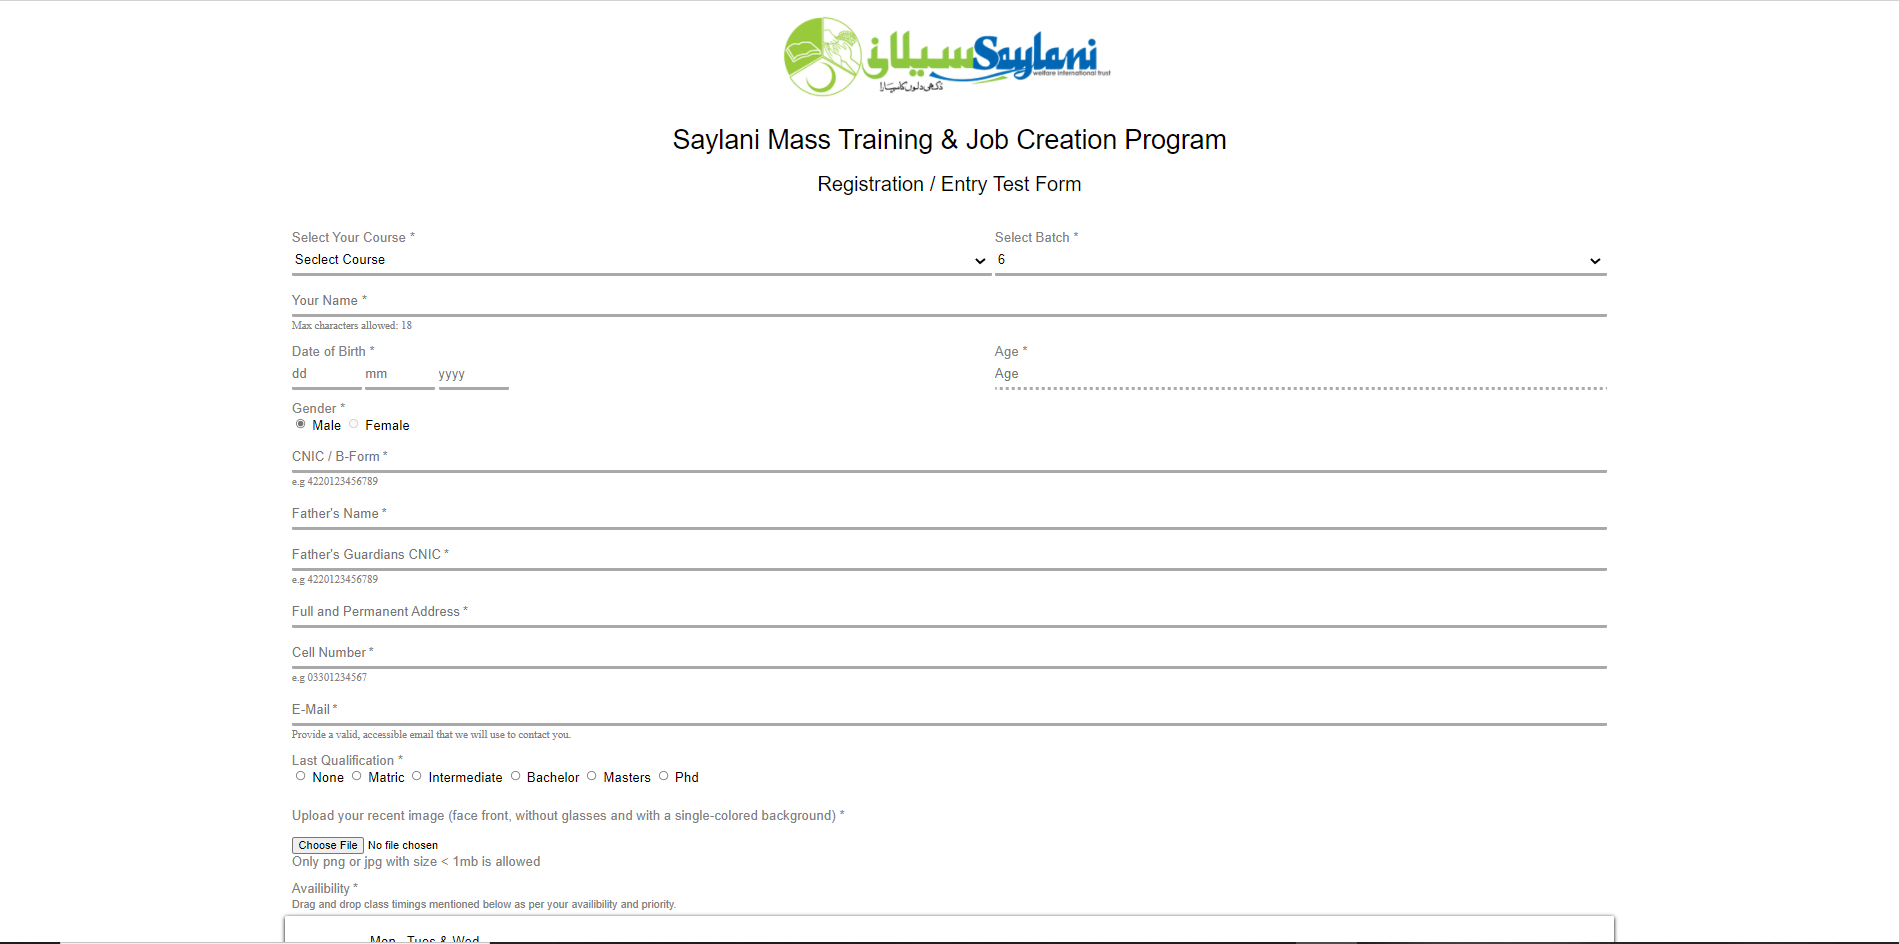 سیلانی Saylani
welfare international trust
دکھی دلوں کا سہارا
Saylani Mass Training & Job Creation Program
Registration / Entry Test Form
Select Your Course * Select Batch *
Seclect Course 6
Your Name *
Max characters allowed: 18
Date of Birth * Age *
dd mm yyyy Age
Gender *
Male Female
CNIC / B-Form *
e.g 4220123456789
Father's Name *
Father's Guardians CNIC *
e.g 4220123456789
Full and Permanent Address *
Cell Number *
e.g 03301234567
E-Mail *
Provide a valid, accessible email that we will use to contact you.
Last Qualification *
None Matric Intermediate Bachelor Masters Phd
Upload your recent image (face front, without glasses and with a single-colored background) *
Choose File No file chosen
Only png or jpg with size < 1mb is allowed
Availibility *
Drag and drop class timings mentioned below as per your availibility and priority.
Mon, Tues & Wed